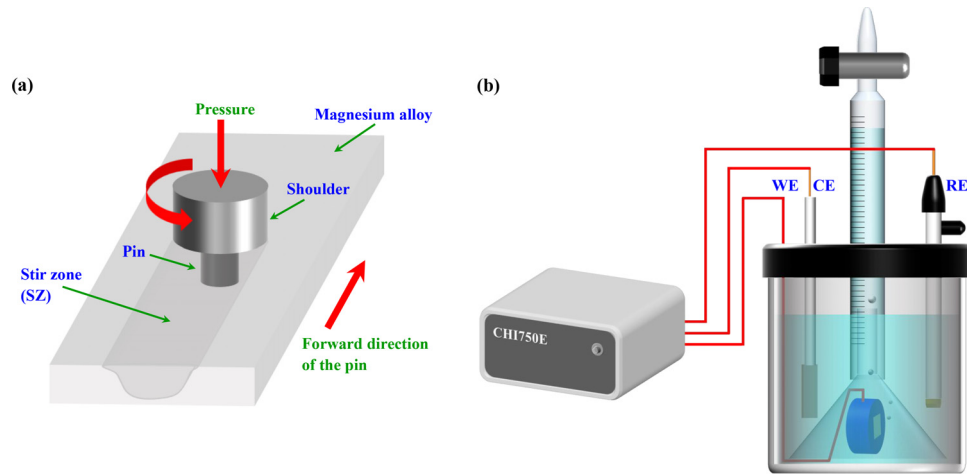 (a)
Pressure
Magnesium alloy
Shoulder
Pin
Stir zone
(SZ)
Forward direction
of the pin
(b)
WE
CE
RE
CHI750E